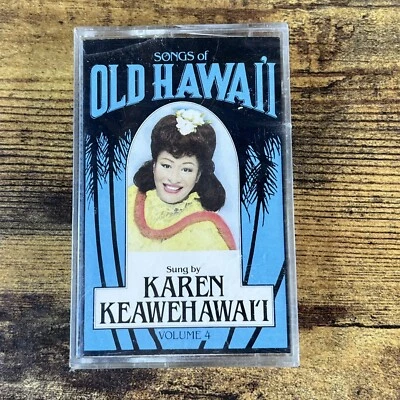 SONGS of
OLD HAWAI'I
Sung by
KAREN
KEAWEHAWAI'I
VOLUME 4